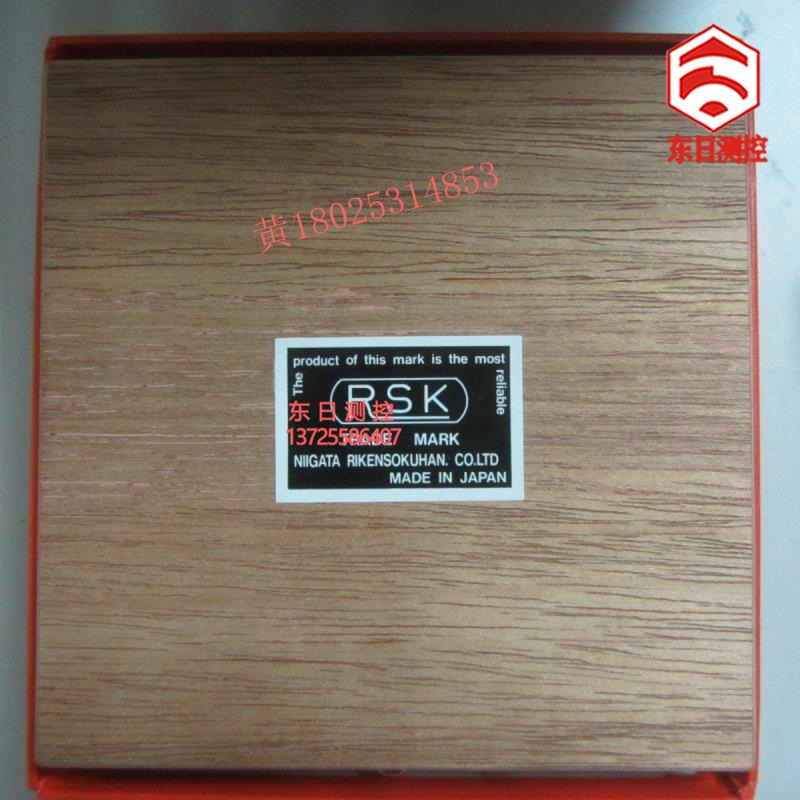 东日测控
黄18025314853
The product of this mark is the most reliable
RSK
东日测控
13725586407
TRADE MARK
NIIGATA RIKENSOKUHAN. CO.LTD
MADE IN JAPAN